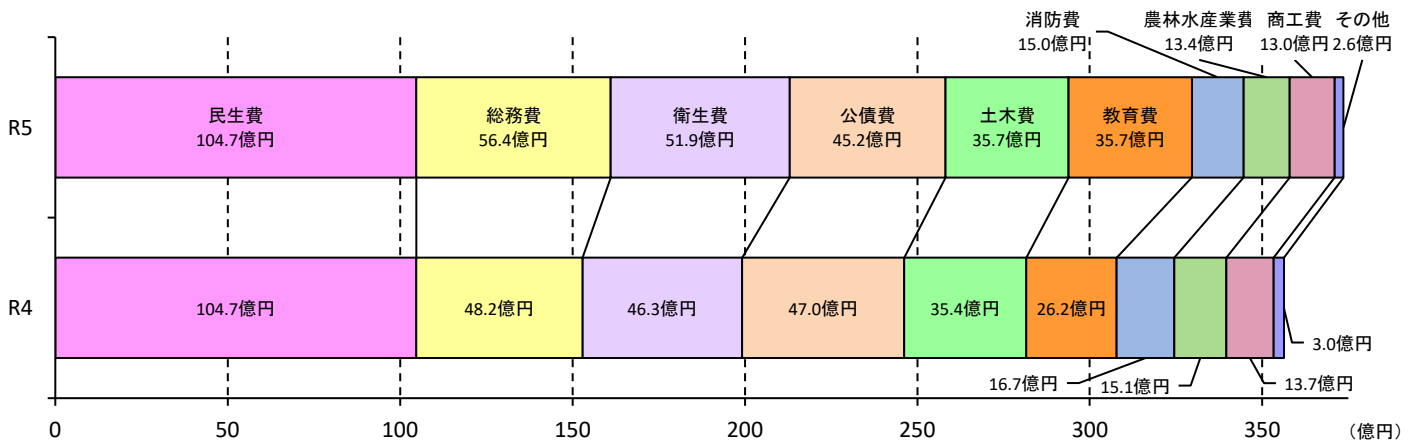 消防費 農林水産業費 商工費 その他
15.0億円 13.4億円 13.0億円 2.6億円
R5
民生費 総務費 衛生費 公債費 土木費 教育費
104.7億円 56.4億円 51.9億円 45.2億円 35.7億円 35.7億円
R4
104.7億円 48.2億円 46.3億円 47.0億円 35.4億円 26.2億円
3.0億円
16.7億円 15.1億円 13.7億円
0 50 100 150 200 250 300 350 (億円)